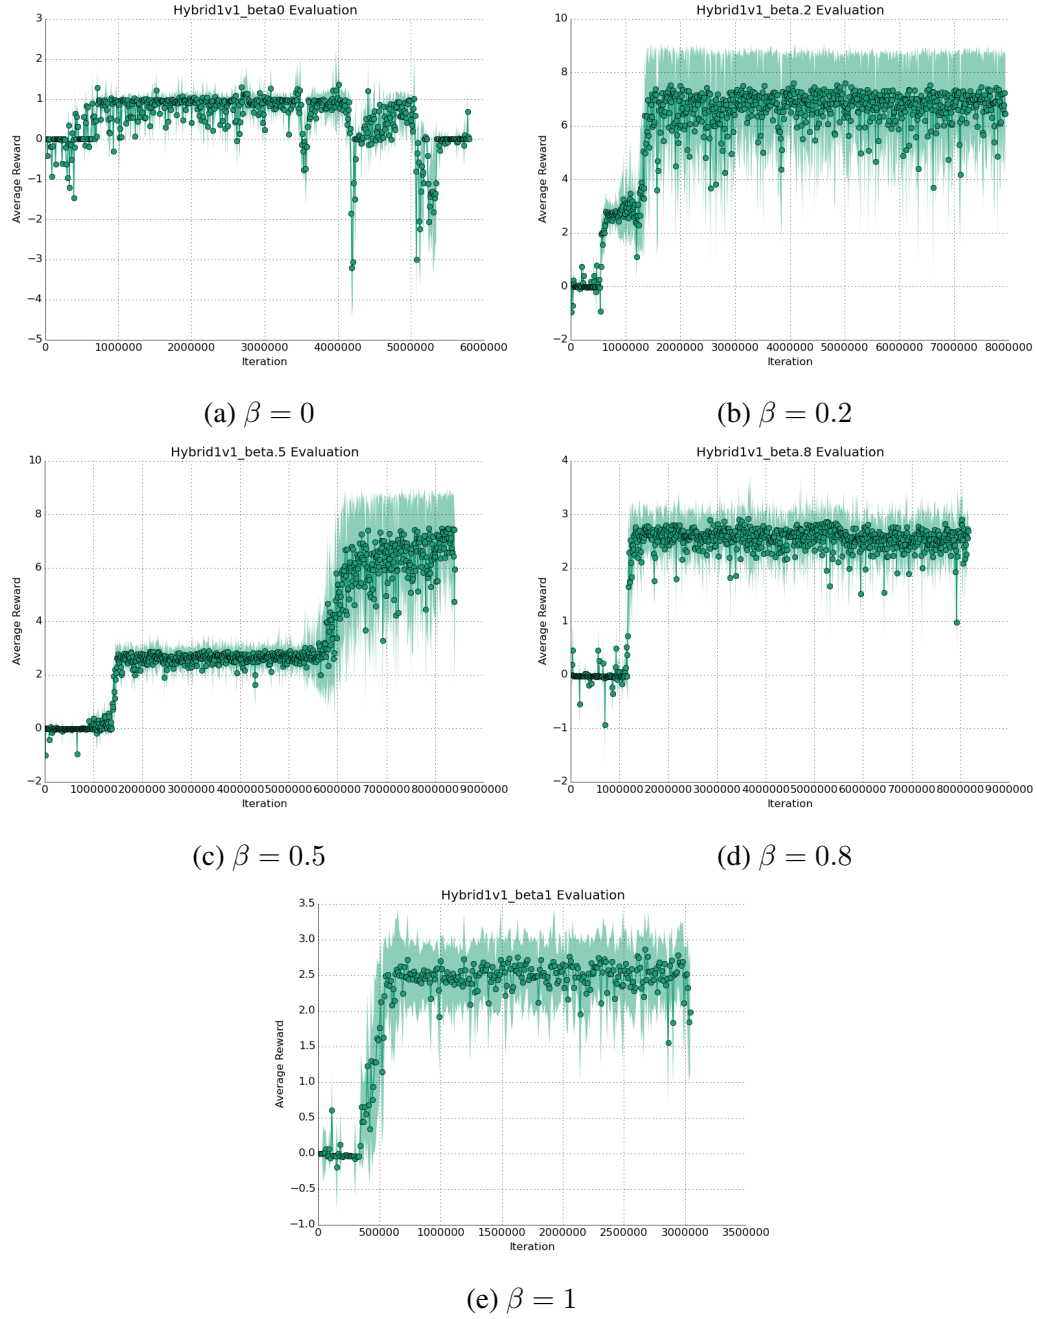 Hybrid1v1_beta0 Evaluation
3
2
1
0
−1
−2
−3
−4
−5
Average Reward
0 1000000 2000000 3000000 4000000 5000000 6000000
Iteration
(a) β = 0
Hybrid1v1_beta.2 Evaluation
10
8
6
4
2
0
−2
Average Reward
0 1000000 2000000 3000000 4000000 5000000 6000000 7000000 8000000
Iteration
(b) β = 0.2
Hybrid1v1_beta.5 Evaluation
10
8
6
4
2
0
−2
Average Reward
0 1000000 2000000 3000000 4000000 5000000 6000000 7000000 8000000 9000000
Iteration
(c) β = 0.5
Hybrid1v1_beta.8 Evaluation
4
3
2
1
0
−1
−2
Average Reward
0 1000000 2000000 3000000 4000000 5000000 6000000 7000000 8000000 9000000
Iteration
(d) β = 0.8
Hybrid1v1_beta1 Evaluation
3.5
3.0
2.5
2.0
1.5
1.0
0.5
0.0
−0.5
−1.0
Average Reward
0 500000 1000000 1500000 2000000 2500000 3000000 3500000
Iteration
(e) β = 1